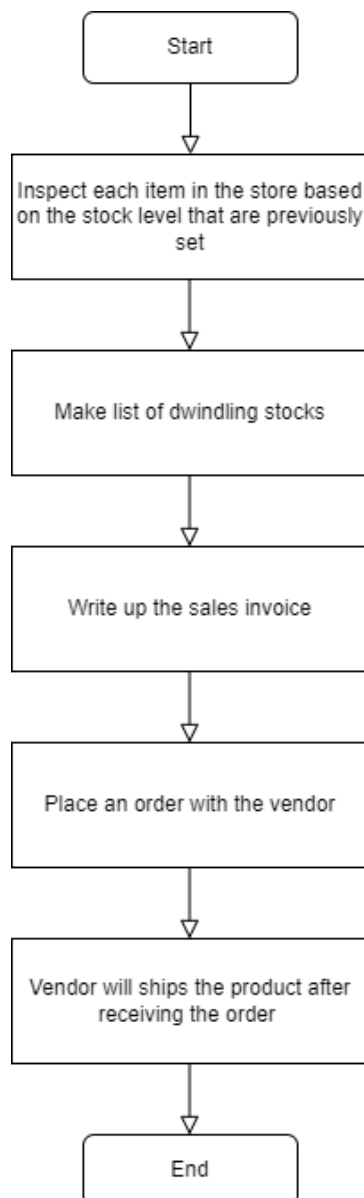 Start
Inspect each item in the store based
on the stock level that are previously
set
Make list of dwindling stocks
Write up the sales invoice
Place an order with the vendor
Vendor will ships the product after
receiving the order
End